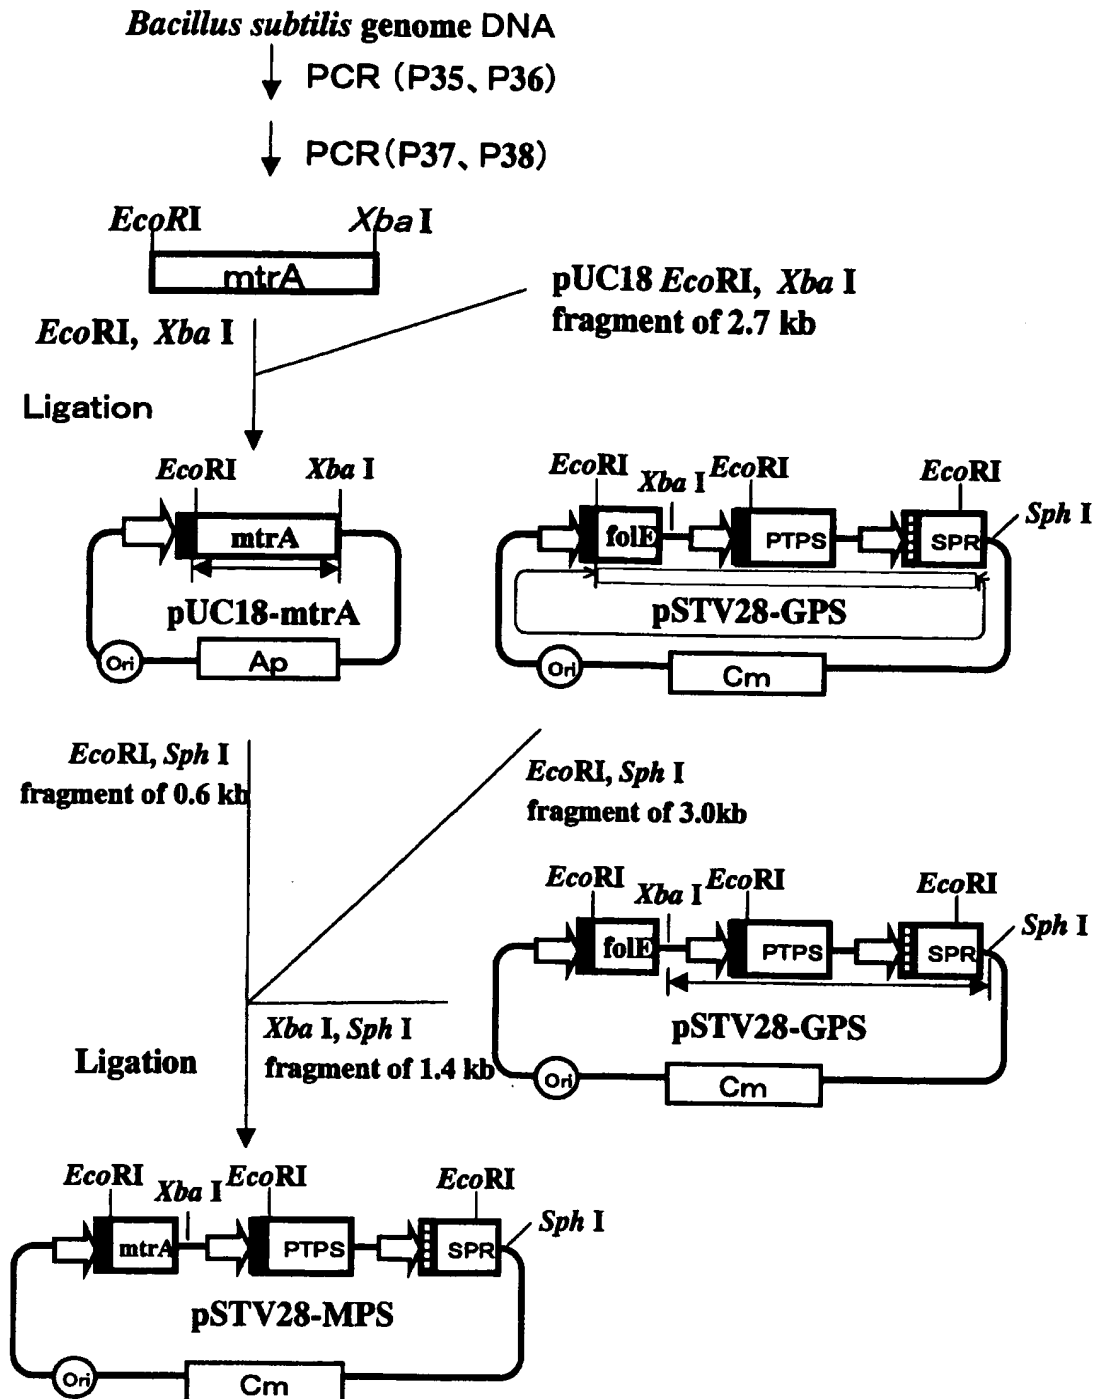 Bacillus subtilis genome DNA
PCR (P35、P36)
PCR(P37、P38)
EcoRI Xba I
mtrA
pUC18 EcoRI, Xba I
fragment of 2.7 kb
EcoRI, Xba I
Ligation
EcoRI Xba I
mtrA
pUC18-mtrA
Ori
Ap
EcoRI Xba I EcoRI EcoRI
Sph I
folE PTPS SPR
pSTV28-GPS
Ori
Cm
EcoRI, Sph I
fragment of 0.6 kb
EcoRI, Sph I
fragment of 3.0kb
EcoRI Xba I EcoRI EcoRI
Sph I
folE PTPS SPR
pSTV28-GPS
Ori
Cm
Xba I, Sph I
fragment of 1.4 kb
Ligation
EcoRI Xba I EcoRI EcoRI
Sph I
mtrA PTPS SPR
pSTV28-MPS
Ori
Cm